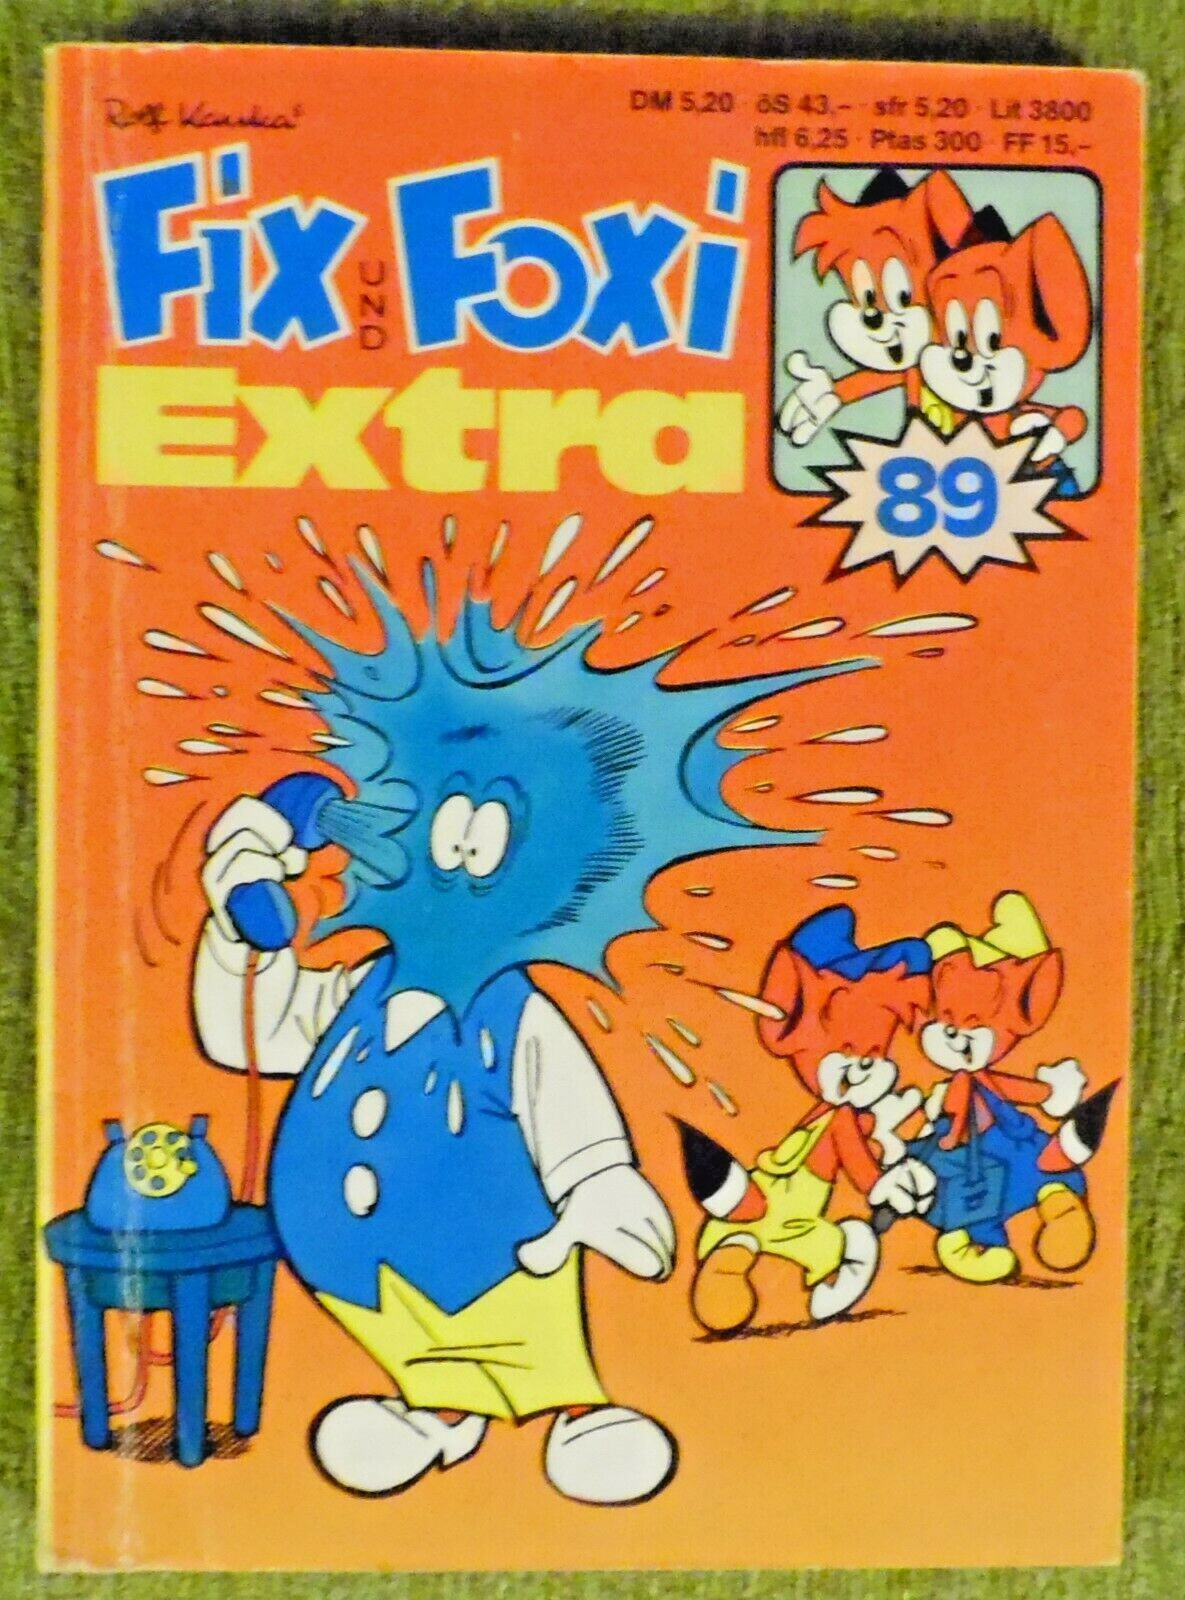 Rolf Kaukas
DM 5,20 · öS 43,- · sfr 5,20 · Lit 3800
hfl 6,25 · Ptas 300 · FF 15,-
Fix UND Foxi
Extra
89